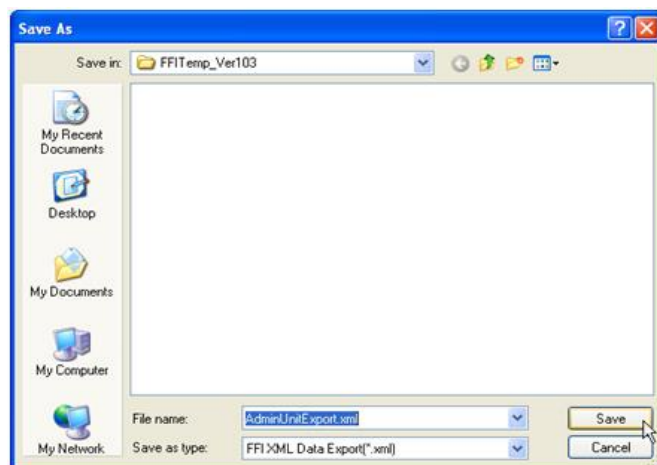 Save As
Save in: FFITemp_Ver103
My Recent
Documents
Desktop
My Documents
My Computer
My Network
File name: AdminUnitExport.xml Save
Save as type: FFI XML Data Export(*.xml) Cancel